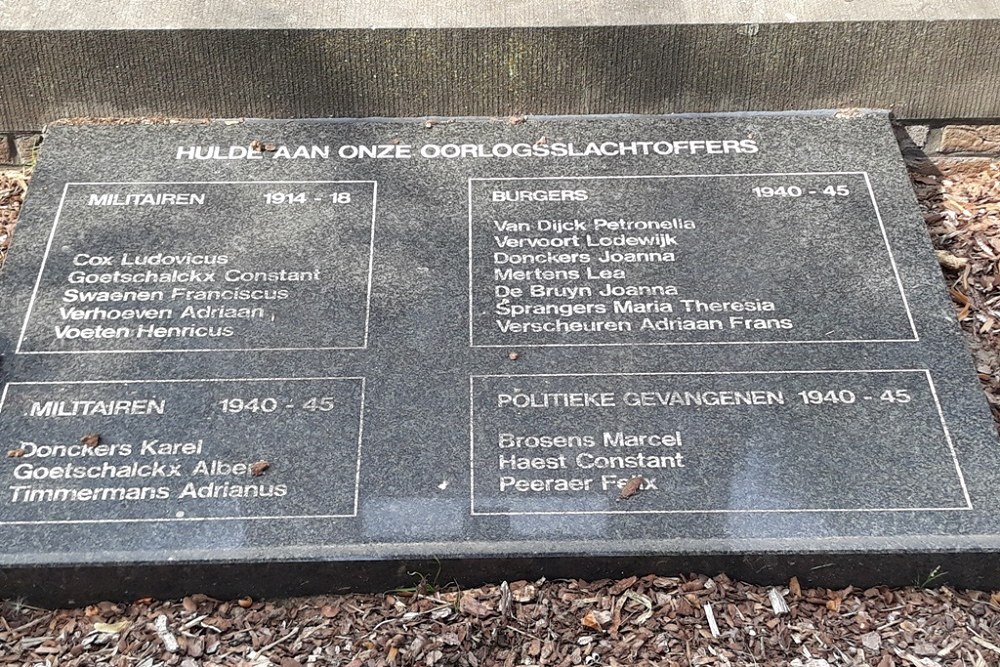 HULDE AAN ONZE OORLOGSSLACHTOFFERS
MILITAIREN 1914 - 18
Cox Ludovicus
Goetschalckx Constant
Swaenen Franciscus
Verhoeven Adriaan
Voeten Henricus
BURGERS 1940 - 45
Van Dijck Petronella
Vervoort Lodewijk
Donckers Joanna
Mertens Lea
De Bruyn Joanna
Sprangers Maria Theresia
Verscheuren Adriaan Frans
MILITAIREN 1940 - 45
Donckers Karel
Goetschalckx Albert
Timmermans Adrianus
POLITIEKE GEVANGENEN 1940 - 45
Brosens Marcel
Haest Constant
Peeraer Felix